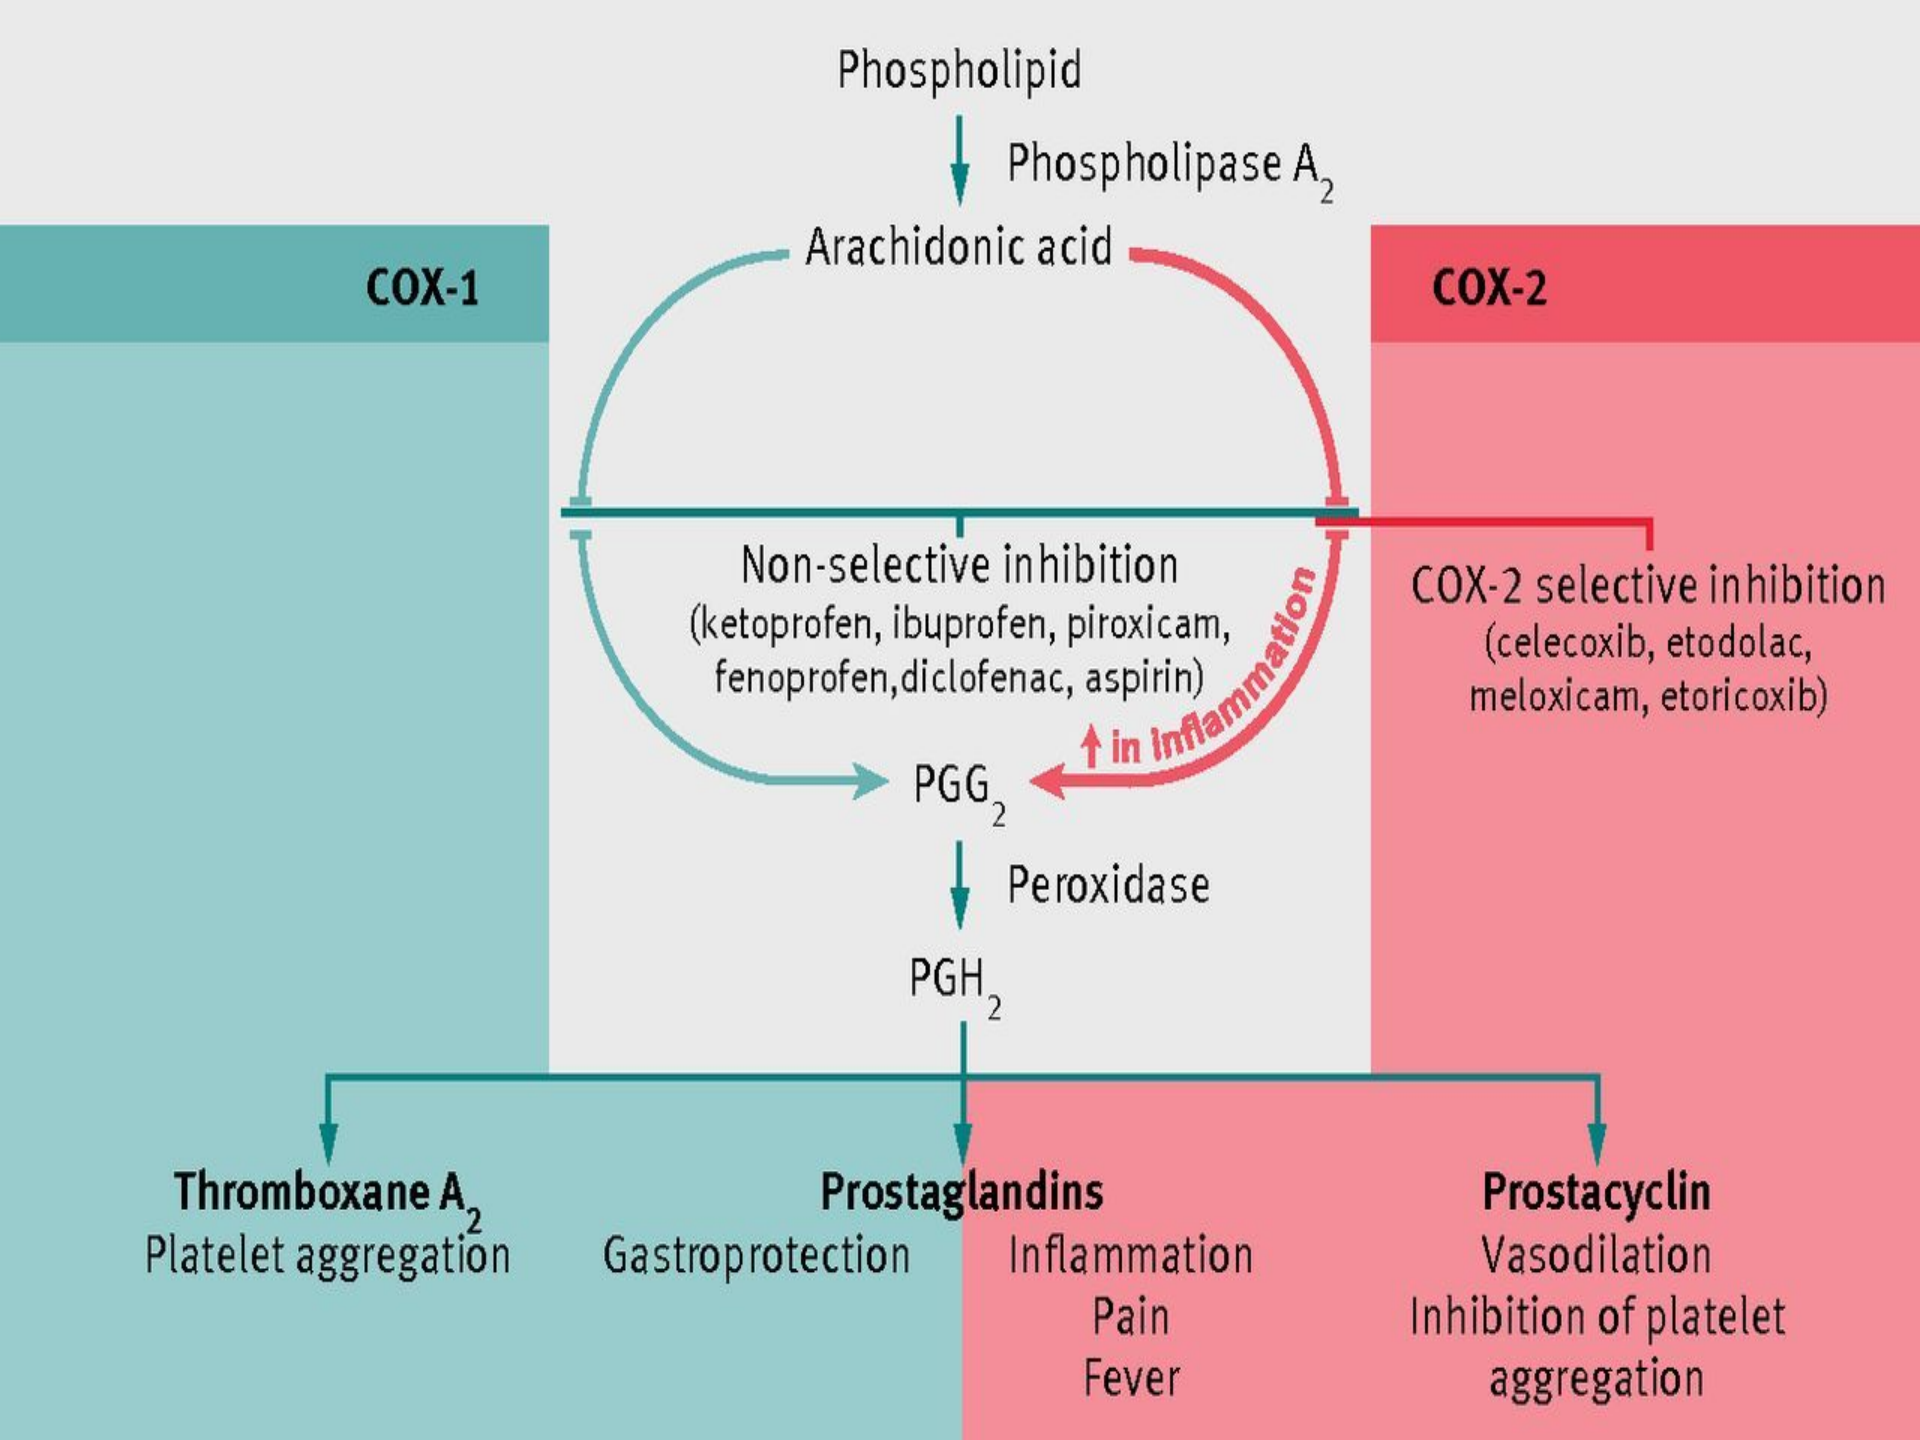 Phospholipid
Phospholipase A2
Arachidonic acid
COX-1
COX-2
Non-selective inhibition
(ketoprofen, ibuprofen, piroxicam,
fenoprofen,diclofenac, aspirin)
↑ in inflammation
COX-2 selective inhibition
(celecoxib, etodolac,
meloxicam, etoricoxib)
PGG2
Peroxidase
PGH2
Thromboxane A2
Platelet aggregation
Prostaglandins
Gastroprotection
Inflammation
Pain
Fever
Prostacyclin
Vasodilation
Inhibition of platelet
aggregation